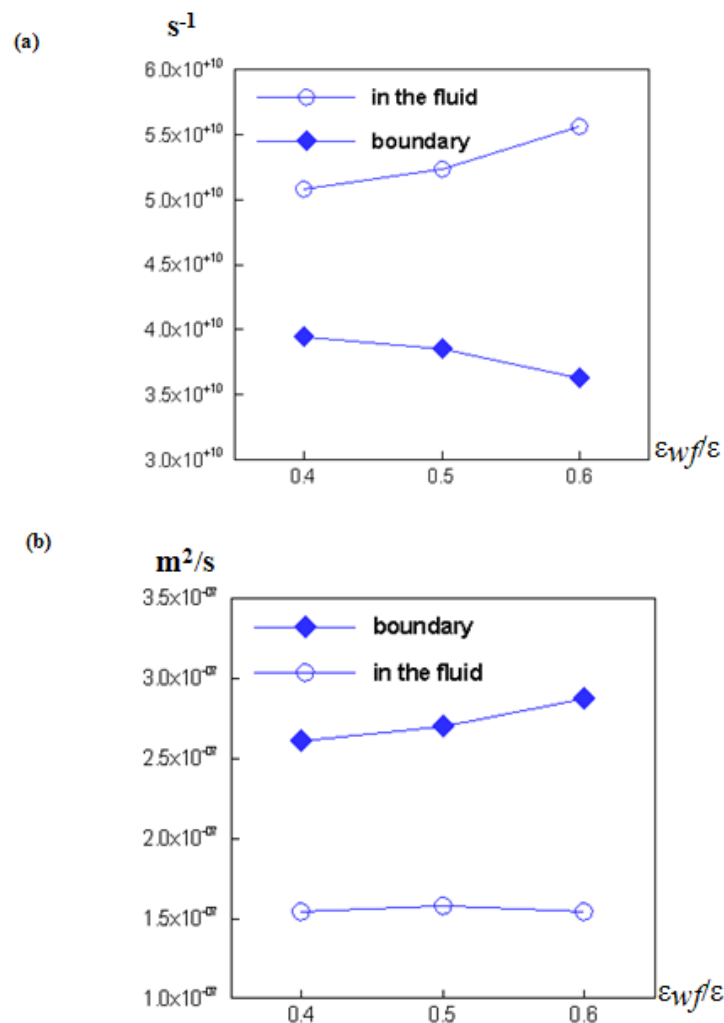 (a)
s⁻¹
6.0x10⁺¹⁰
in the fluid
5.5x10⁺¹⁰
boundary
5.0x10⁺¹⁰
4.5x10⁺¹⁰
4.0x10⁺¹⁰
3.5x10⁺¹⁰
3.0x10⁺¹⁰
0.4 0.5 0.6 εwf/ε
(b)
m²/s
3.5x10⁻⁰⁷
boundary
3.0x10⁻⁰⁷
in the fluid
2.5x10⁻⁰⁷
2.0x10⁻⁰⁷
1.5x10⁻⁰⁷
1.0x10⁻⁰⁷
0.4 0.5 0.6 εwf/ε